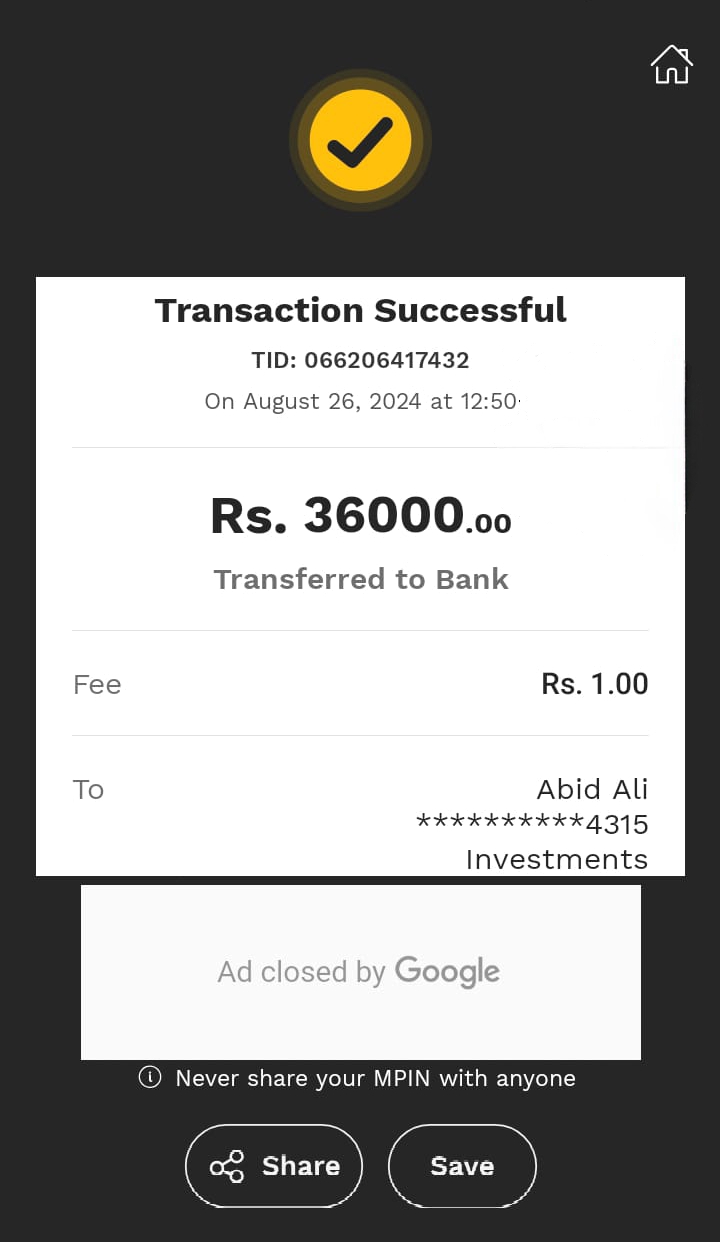 Transaction Successful
TID: 066206417432
On August 26, 2024 at 12:50
Rs. 36000.00
Transferred to Bank
Fee
Rs. 1.00
To
Abid Ali
**********4315
Investments
Ad closed by Google
Never share your MPIN with anyone
Share
Save